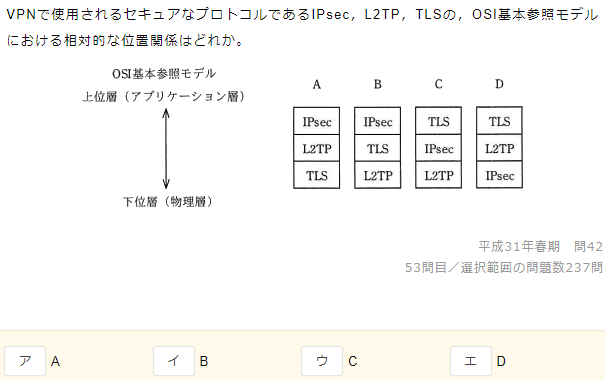 VPNで使用されるセキュアなプロトコルであるIPsec，L2TP，TLSの，OSI基本参照モデル
における相対的な位置関係はどれか。
OSI基本参照モデル
上位層（アプリケーション層）
下位層（物理層）
A B C D
IPsec IPsec TLS TLS
L2TP TLS IPsec L2TP
TLS L2TP L2TP IPsec
平成31年春期　問42
53問目／選択範囲の問題数237問
ア A イ B ウ C エ D